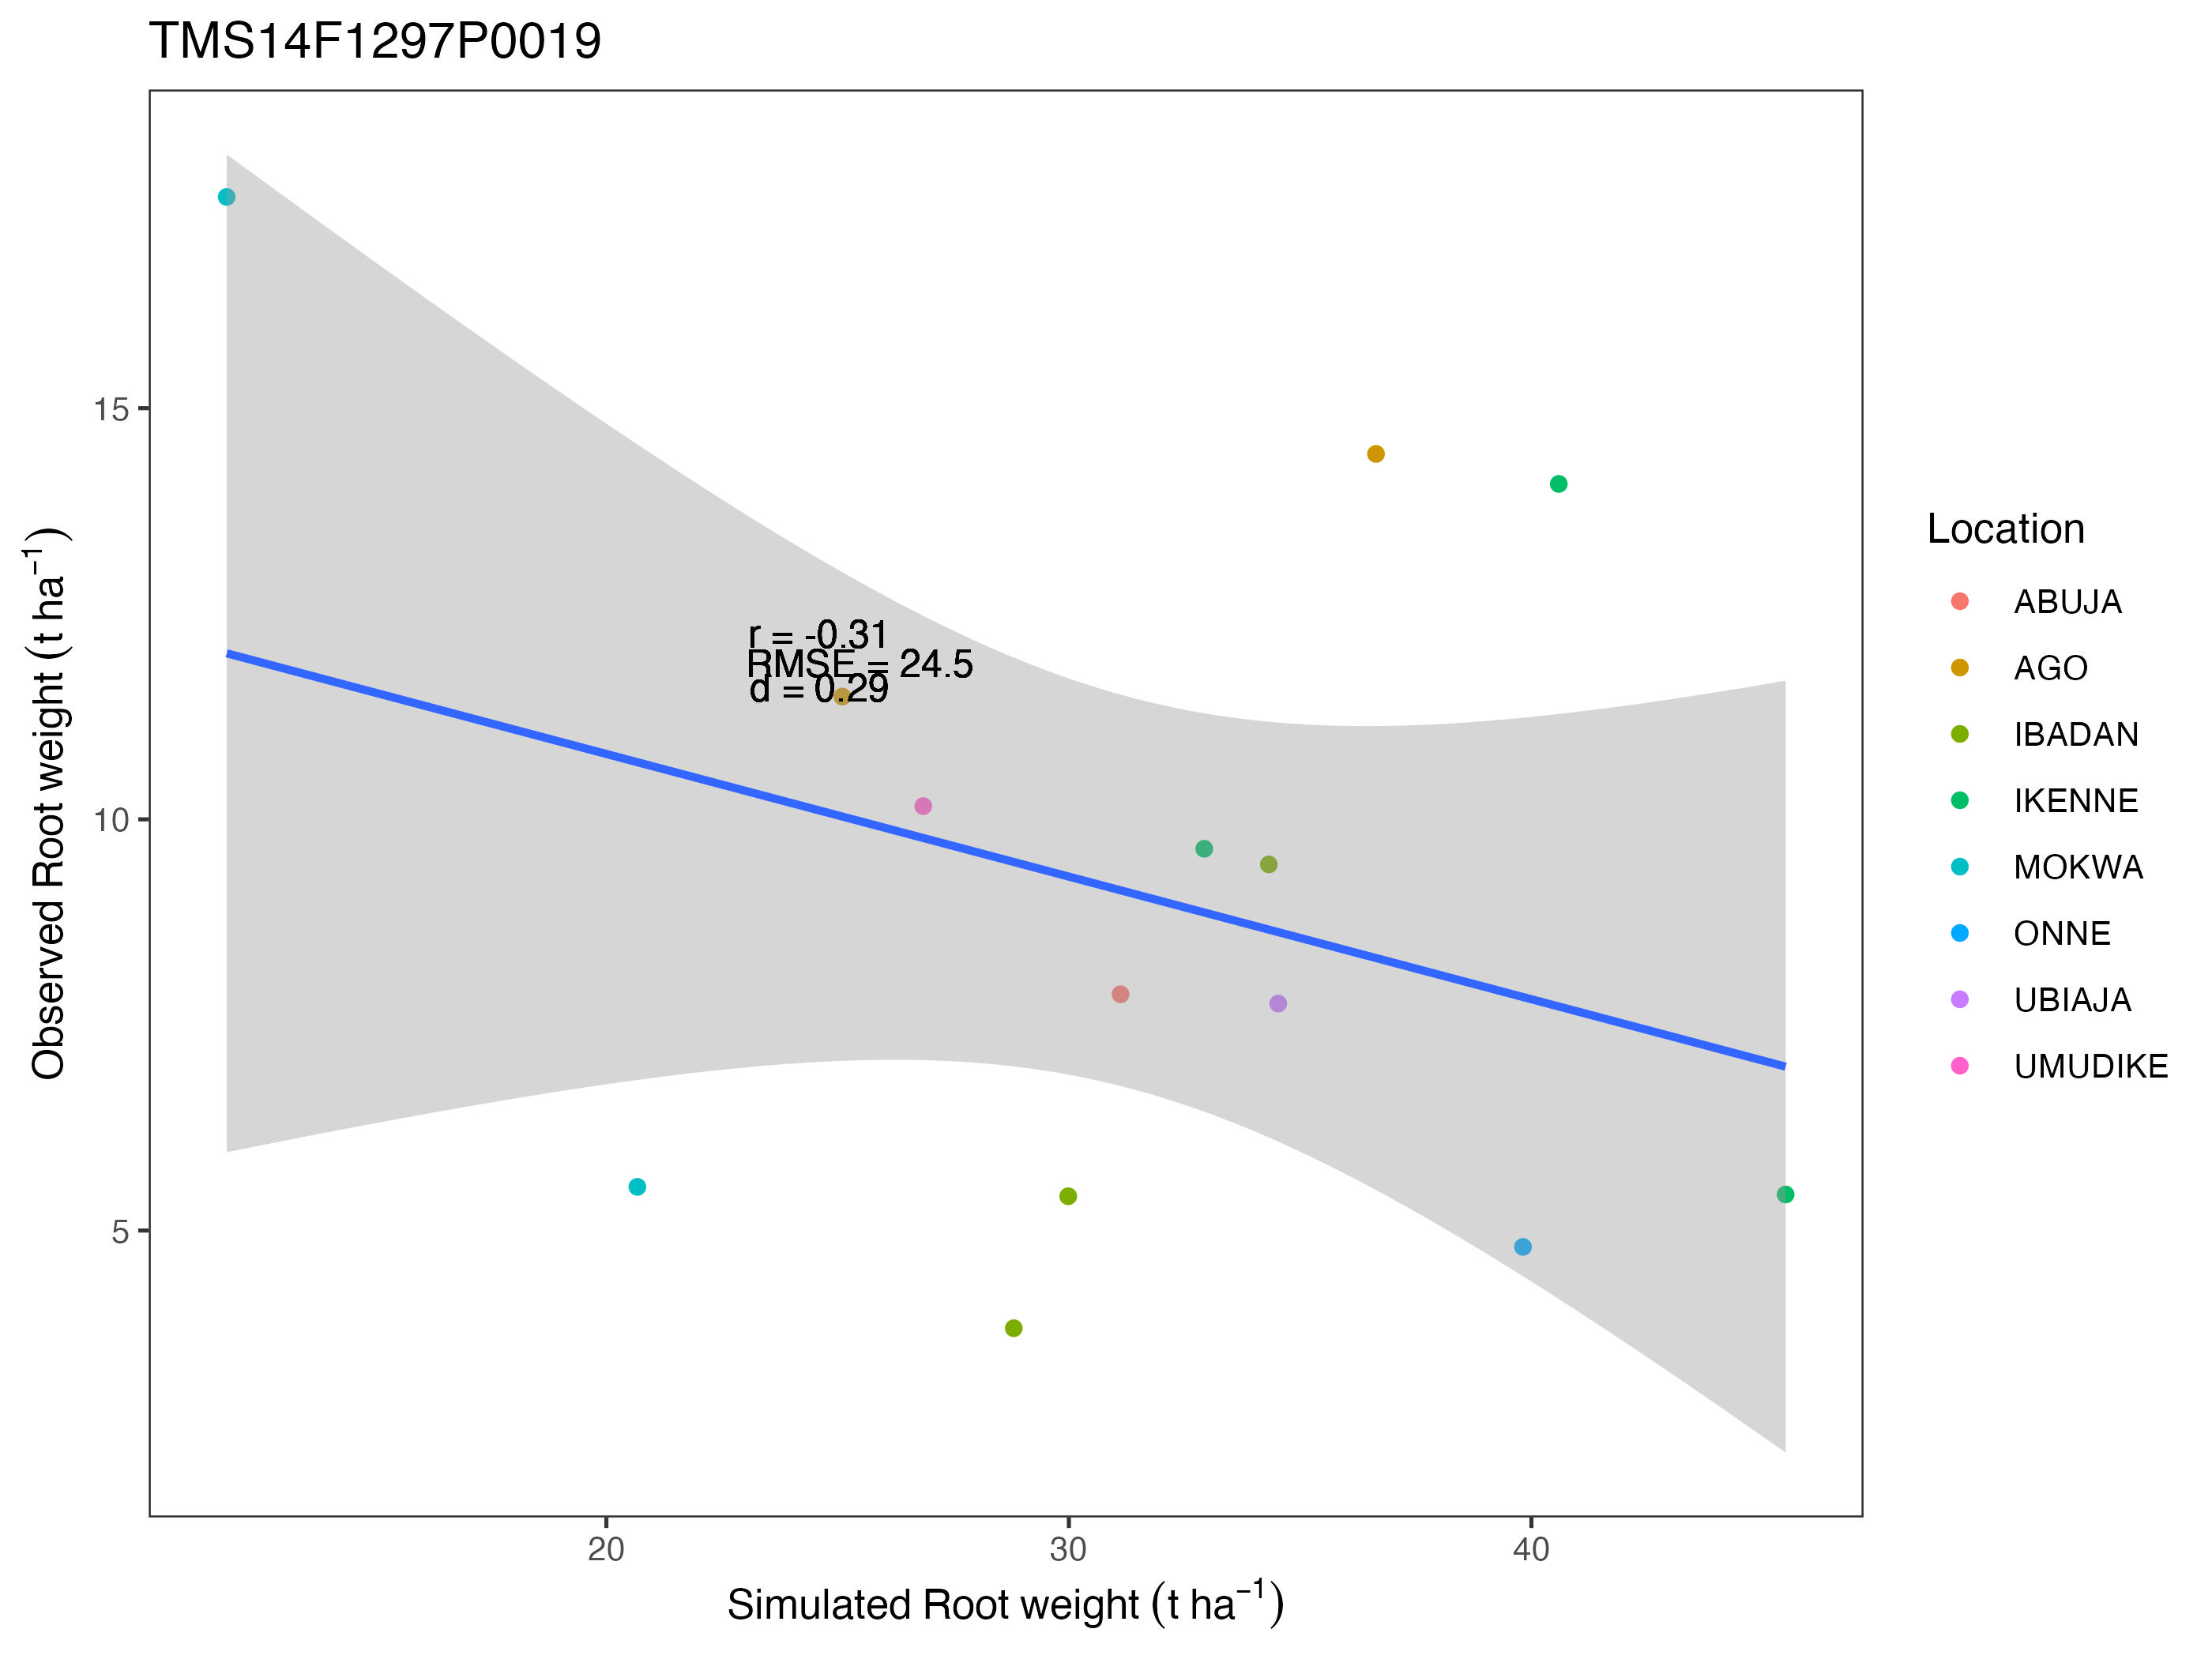 TMS14F1297P0019
Observed Root weight (t ha⁻¹)
15
10
5
r = -0.31
RMSE = 24.5
d = 0.29
20
30
40
Simulated Root weight (t ha⁻¹)
Location
ABUJA
AGO
IBADAN
IKENNE
MOKWA
ONNE
UBIAJA
UMUDIKE